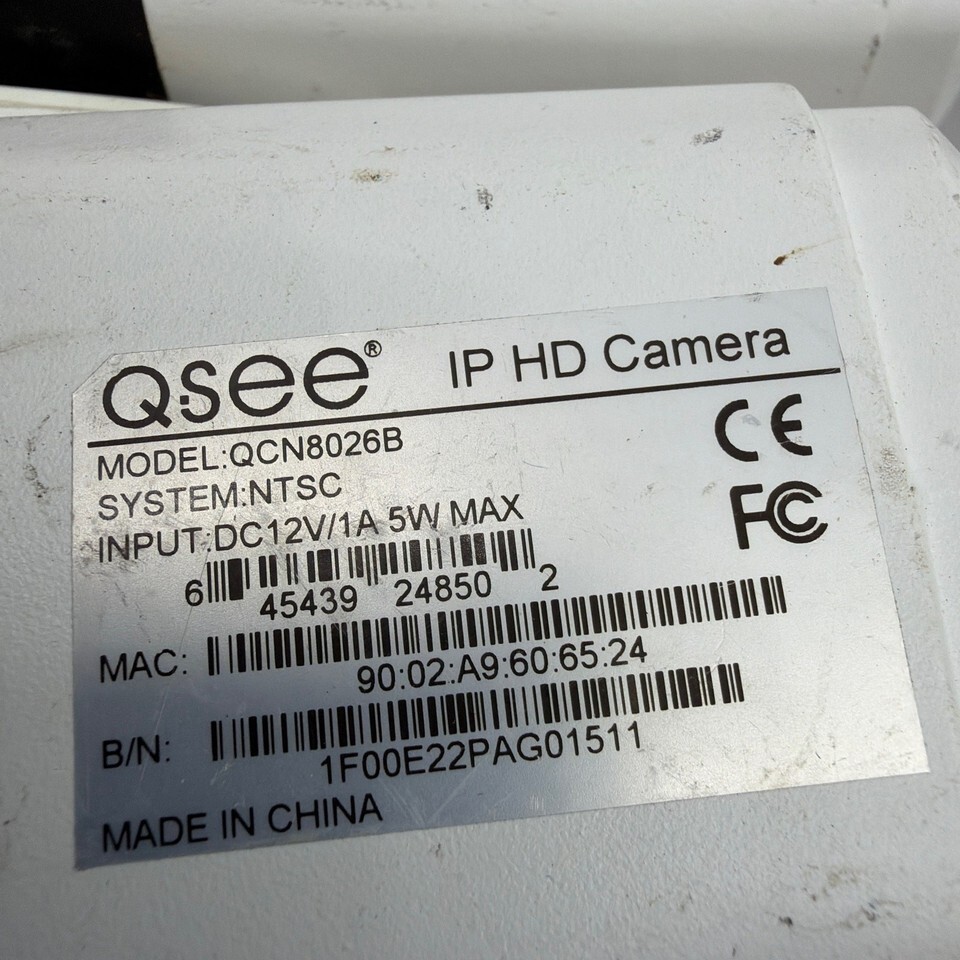 Q-See® IP HD Camera
MODEL:QCN8026B
SYSTEM:NTSC
INPUT:DC12V/1A 5W MAX
6 45439 24850 2
MAC: 90:02:A9:60:65:24
B/N: 1F00E22PAG01511
MADE IN CHINA
CE
FC